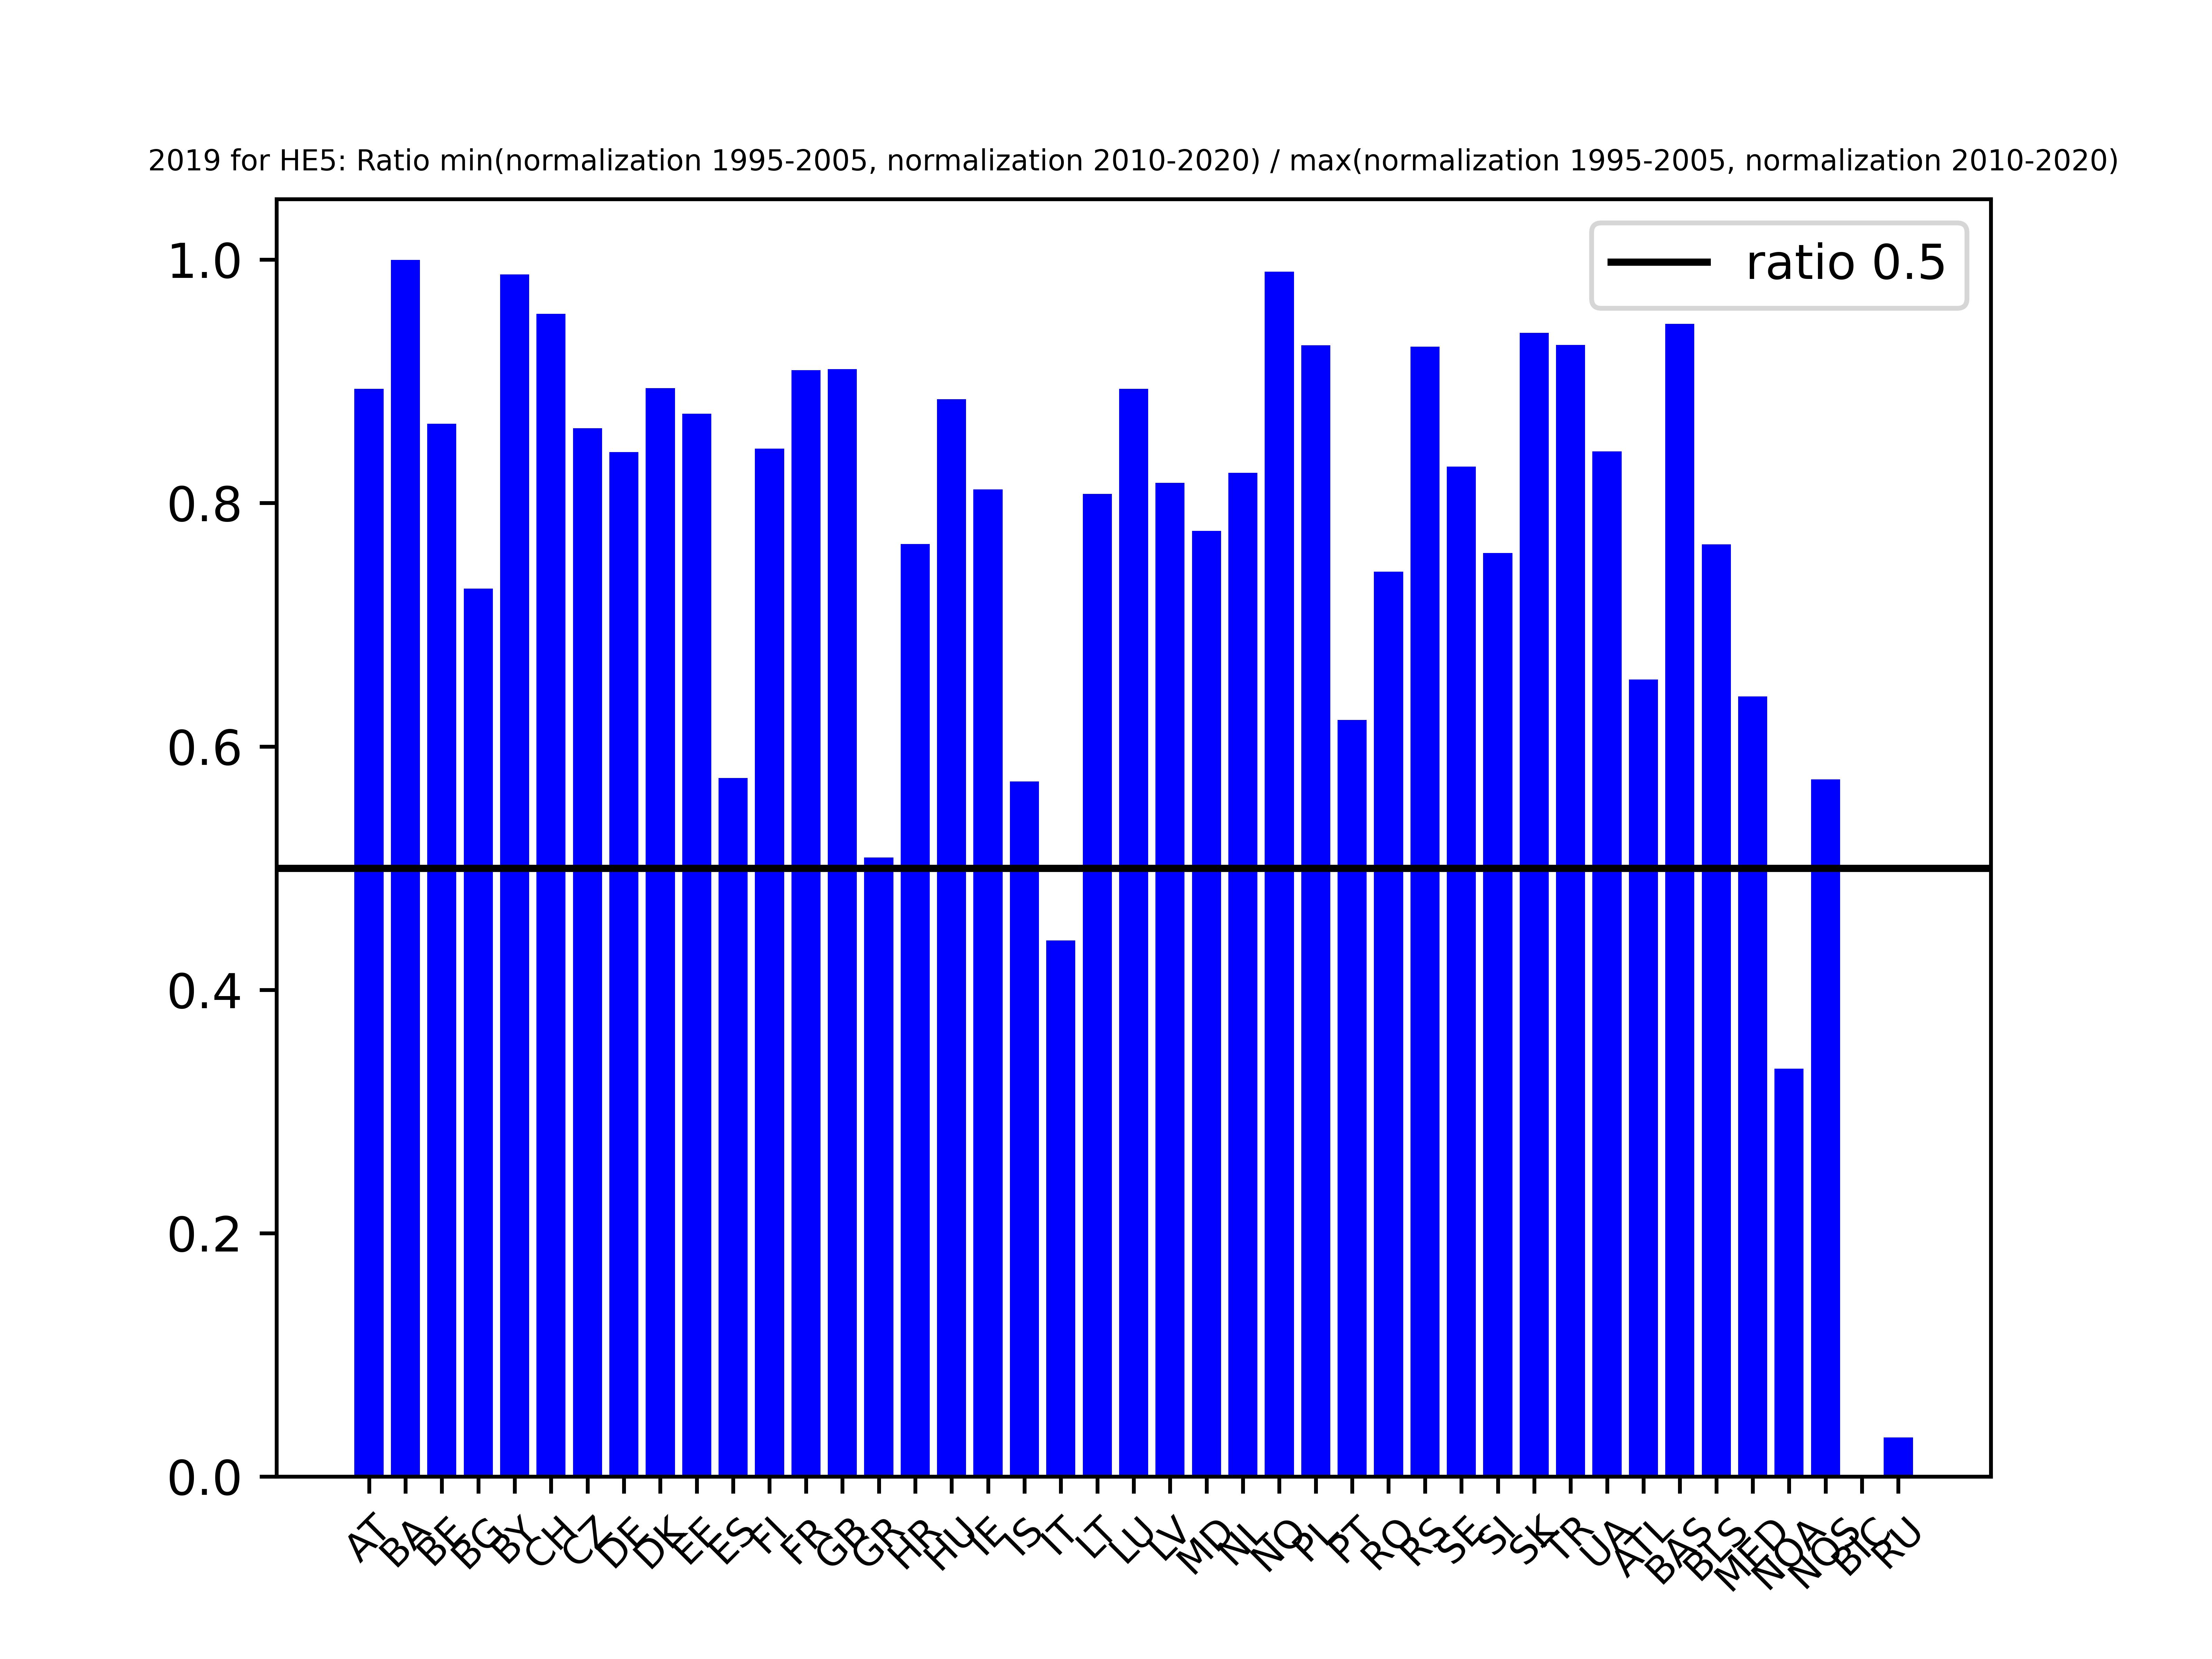 2019 for HE5: Ratio min(normalization 1995-2005, normalization 2010-2020) / max(normalization 1995-2005, normalization 2010-2020)
ratio 0.5
1.0
0.8
0.6
0.4
0.2
0.0
AT BA BE BG BY CH CZ DE DK EE ES FI FR GB GR HR HU IE IS IT LT LU LV MD NL NO PL PT RO RS SE SI SK TR UA ATL BAS BLS MED NOA NOS BIC RU